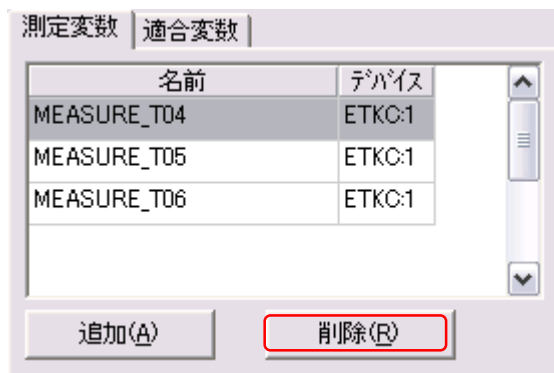 測定変数 適合変数
名前 ﾃﾞﾊﾞｲｽ
MEASURE_T04 ETKC:1
MEASURE_T05 ETKC:1
MEASURE_T06 ETKC:1
追加(A) 削除(R)